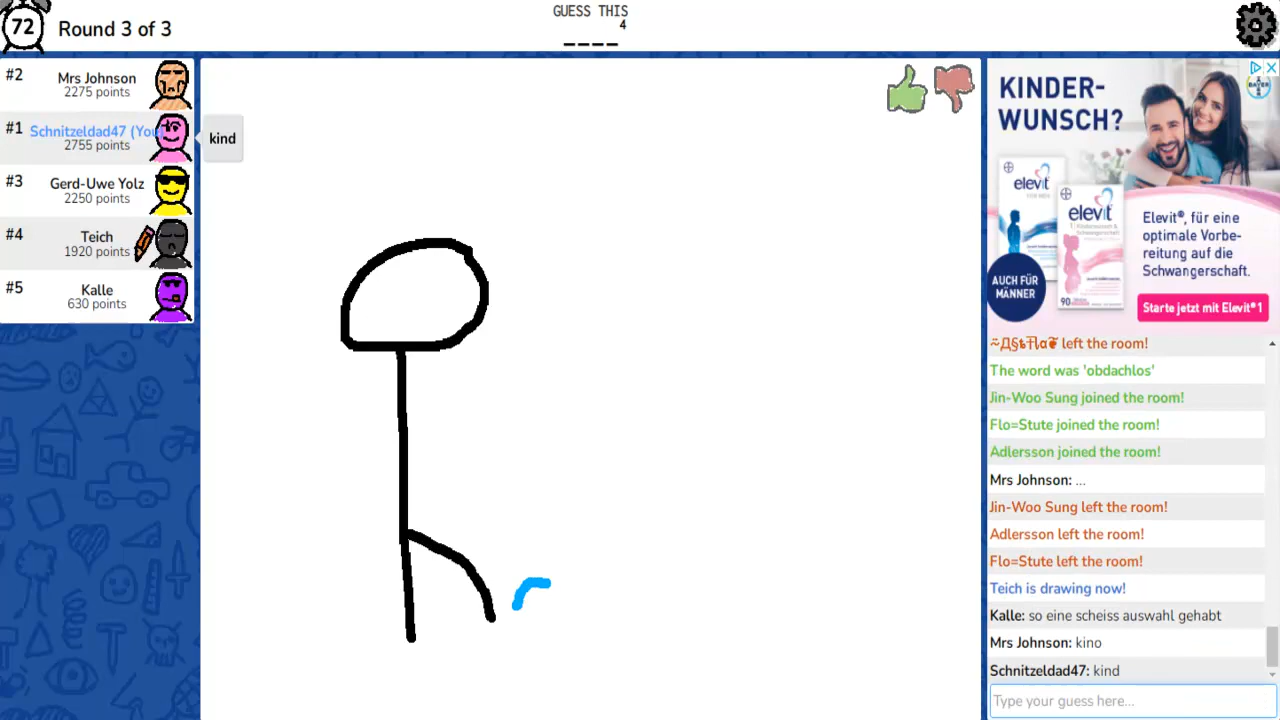 72
Round 3 of 3
GUESS THIS
4
____
#2
Mrs Johnson
2275 points
#1
Schnitzeldad47 (You)
2755 points
kind
#3
Gerd-Uwe Yolz
2250 points
#4
Teich
1920 points
#5
Kalle
630 points
KINDER-
WUNSCH?
BAYER
elevit
elevit
AUCH FÜR
MÄNNER
Elevit®, für eine
optimale Vorbe-
reitung auf die
Schwangerschaft.
Starte jetzt mit Elevit®1
left the room!
The word was 'obdachlos'
Jin-Woo Sung joined the room!
Flo=Stute joined the room!
Adlersson joined the room!
Mrs Johnson: ...
Jin-Woo Sung left the room!
Adlersson left the room!
Flo=Stute left the room!
Teich is drawing now!
Kalle: so eine scheiss auswahl gehabt
Mrs Johnson: kino
Schnitzeldad47: kind
Type your guess here...